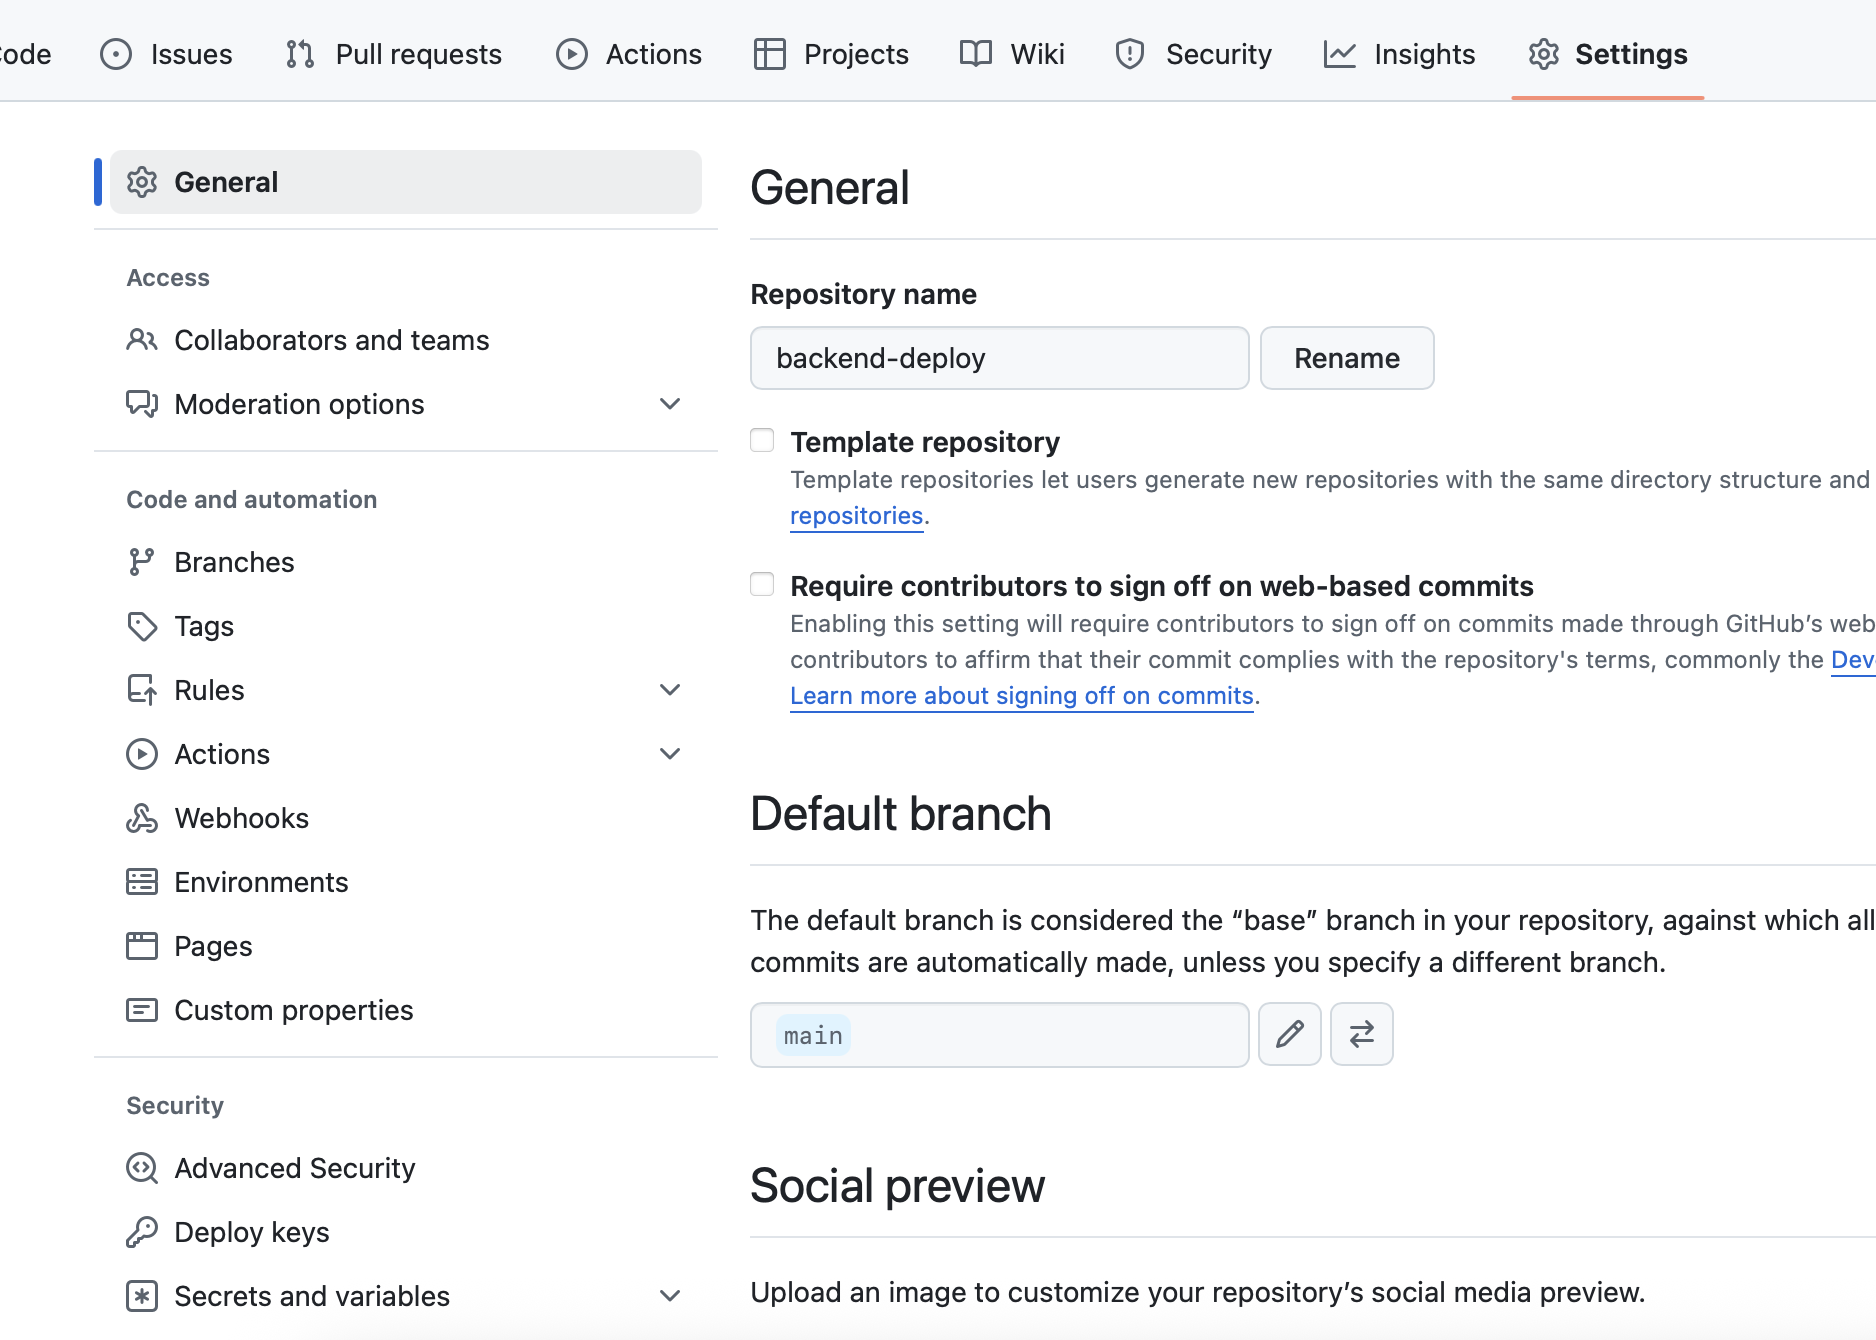 ode
Issues
Pull requests
Actions
Projects
Wiki
Security
Insights
Settings
General
Access
Collaborators and teams
Moderation options
Code and automation
Branches
Tags
Rules
Actions
Webhooks
Environments
Pages
Custom properties
Security
Advanced Security
Deploy keys
Secrets and variables
General
Repository name
backend-deploy
Rename
Template repository
Template repositories let users generate new repositories with the same directory structure and
repositories.
Require contributors to sign off on web-based commits
Enabling this setting will require contributors to sign off on commits made through GitHub’s web
contributors to affirm that their commit complies with the repository's terms, commonly the Dev
Learn more about signing off on commits.
Default branch
The default branch is considered the “base” branch in your repository, against which all
commits are automatically made, unless you specify a different branch.
main
Social preview
Upload an image to customize your repository’s social media preview.